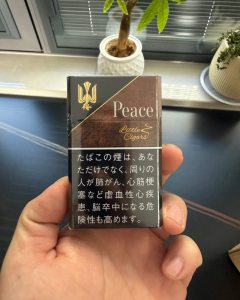 Peace
Little
Cigars
たばこの煙は、あな
ただけでなく、周りの
人が肺がん、心筋梗
塞など虚血性心疾
患、脳卒中になる危
険性も高めます。